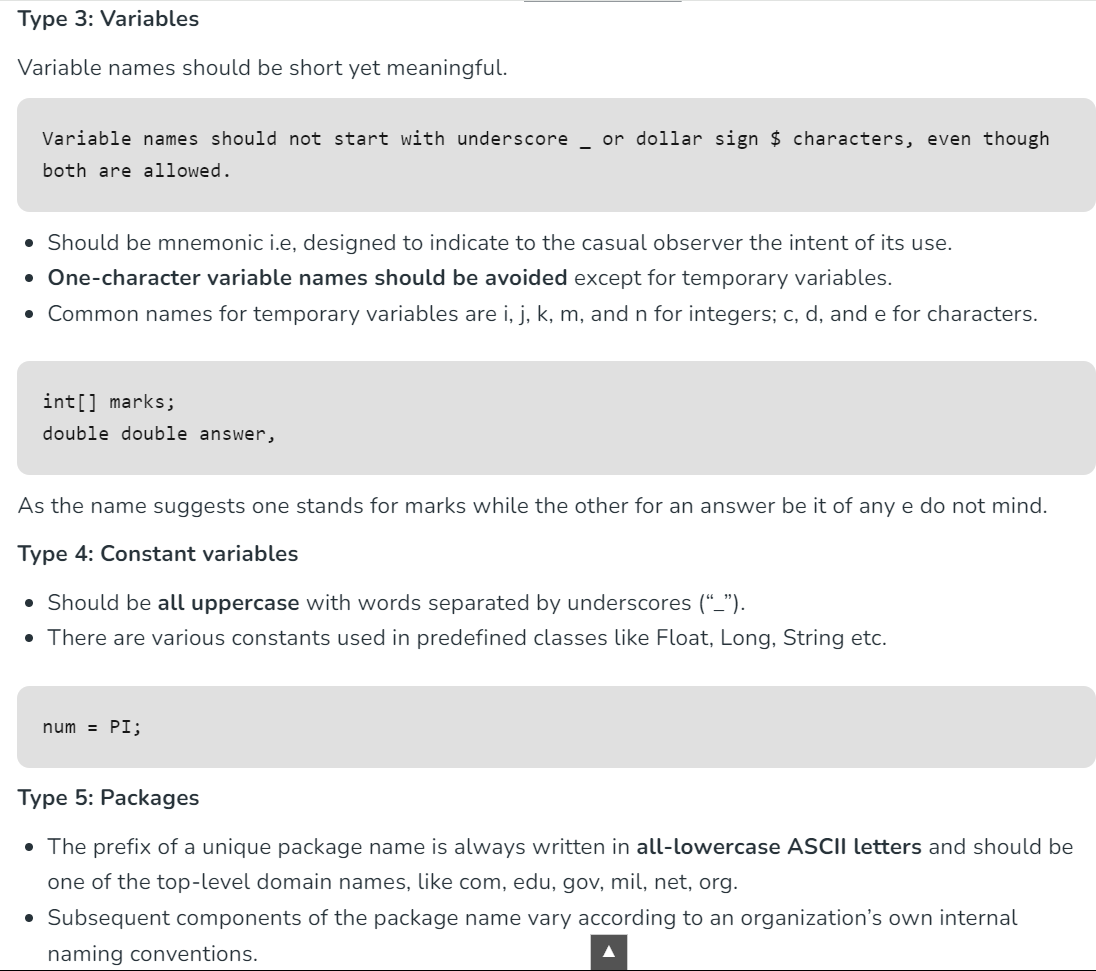 Type 3: Variables
Variable names should be short yet meaningful.
Variable names should not start with underscore _ or dollar sign $ characters, even though
both are allowed.
• Should be mnemonic i.e, designed to indicate to the casual observer the intent of its use.
• One-character variable names should be avoided except for temporary variables.
• Common names for temporary variables are i, j, k, m, and n for integers; c, d, and e for characters.
int[] marks;
double double answer,
As the name suggests one stands for marks while the other for an answer be it of any e do not mind.
Type 4: Constant variables
• Should be all uppercase with words separated by underscores (“_”).
• There are various constants used in predefined classes like Float, Long, String etc.
num = PI;
Type 5: Packages
• The prefix of a unique package name is always written in all-lowercase ASCII letters and should be
one of the top-level domain names, like com, edu, gov, mil, net, org.
• Subsequent components of the package name vary according to an organization’s own internal
naming conventions.